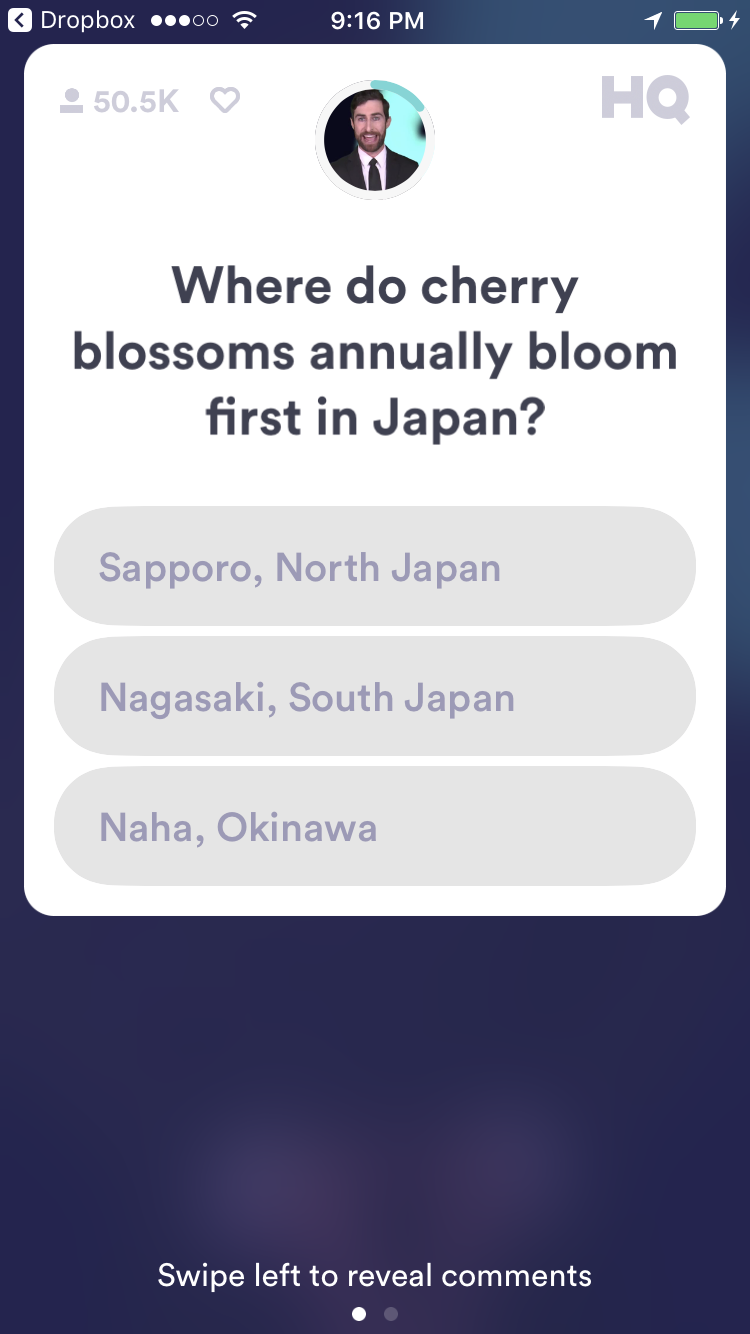 Dropbox 9:16 PM
50.5K HQ
Where do cherry
blossoms annually bloom
first in Japan?
Sapporo, North Japan
Nagasaki, South Japan
Naha, Okinawa
Swipe left to reveal comments